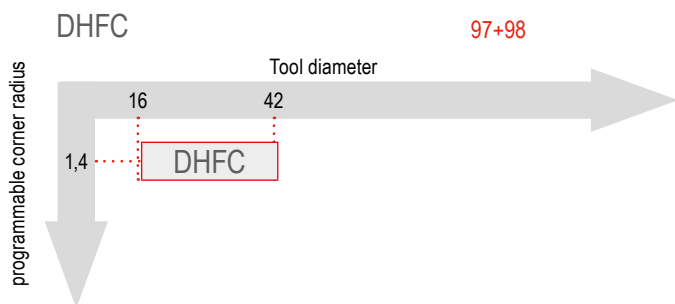 DHFC
97+98
Tool diameter
programmable corner radius
16
42
1,4
DHFC